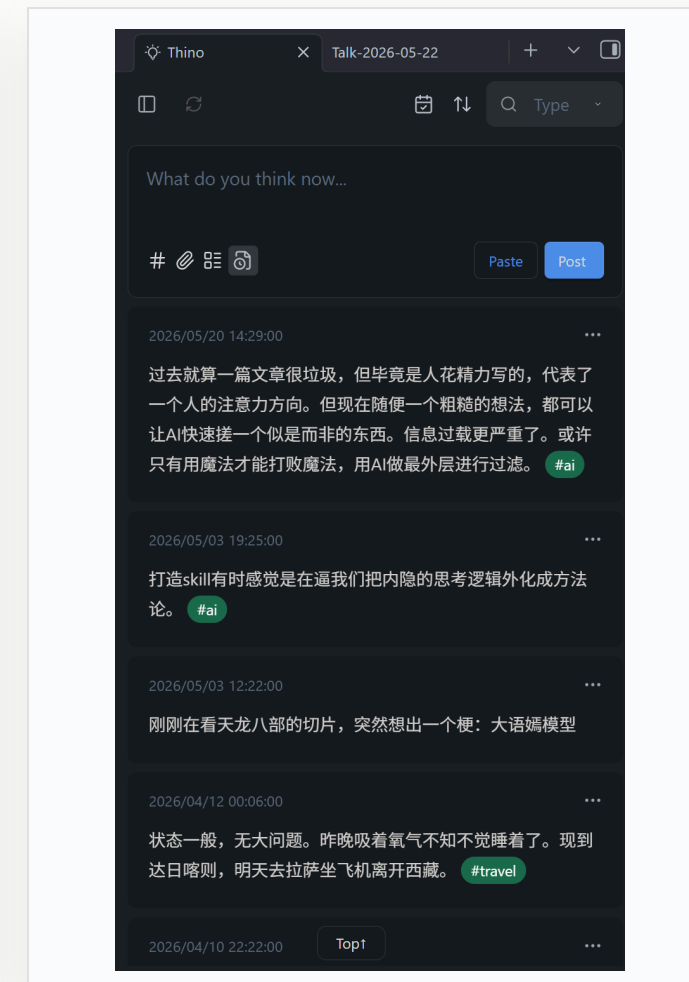 Thino
Talk-2026-05-22
Type
What do you think now...
Paste
Post
2026/05/20 14:29:00
过去就算一篇文章很垃圾，但毕竟是人花精力写的，代表了
一个人的注意力方向。但现在随便一个粗糙的想法，都可以
让AI快速搓一个似是而非的东西。信息过载更严重了。或许
只有用魔法才能打败魔法，用AI做最外层进行过滤。 #ai
2026/05/03 19:25:00
打造skill有时感觉是在逼我们把内隐的思考逻辑外化成方法
论。 #ai
2026/05/03 12:22:00
刚刚在看天龙八部的切片，突然想出一个梗：大语嫣模型
2026/04/12 00:06:00
状态一般，无大问题。昨晚吸着氧气不知不觉睡着了。现到
达日喀则，明天去拉萨坐飞机离开西藏。 #travel
2026/04/10 22:22:00
Top↑